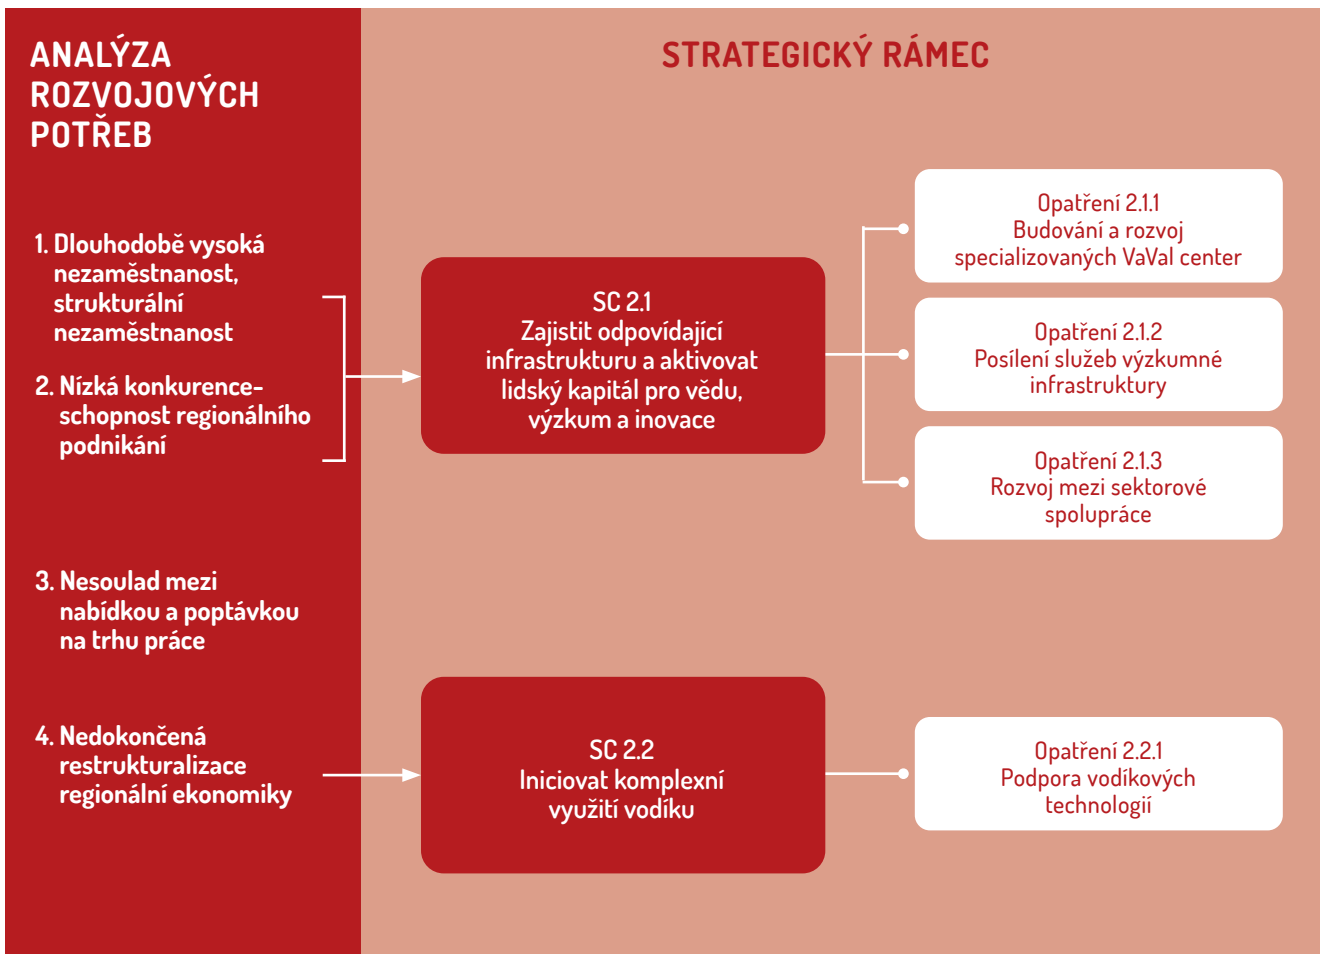 ANALÝZA
ROZVOJOVÝCH
POTŘEB
1. Dlouhodobě vysoká
nezaměstnanost,
strukturální
nezaměstnanost
2. Nízká konkurence-
schopnost regionálního
podnikání
3. Nesoulad mezi
nabídkou a poptávkou
na trhu práce
4. Nedokončená
restrukturalizace
regionální ekonomiky
STRATEGICKÝ RÁMEC
SC 2.1
Zajistit odpovídající
infrastrukturu a aktivovat
lidský kapitál pro vědu,
výzkum a inovace
Opatření 2.1.1
Budování a rozvoj
specializovaných VaVal center
Opatření 2.1.2
Posílení služeb výzkumné
infrastruktury
Opatření 2.1.3
Rozvoj mezi sektorové
spolupráce
SC 2.2
Iniciovat komplexní
využití vodíku
Opatření 2.2.1
Podpora vodíkových
technologií